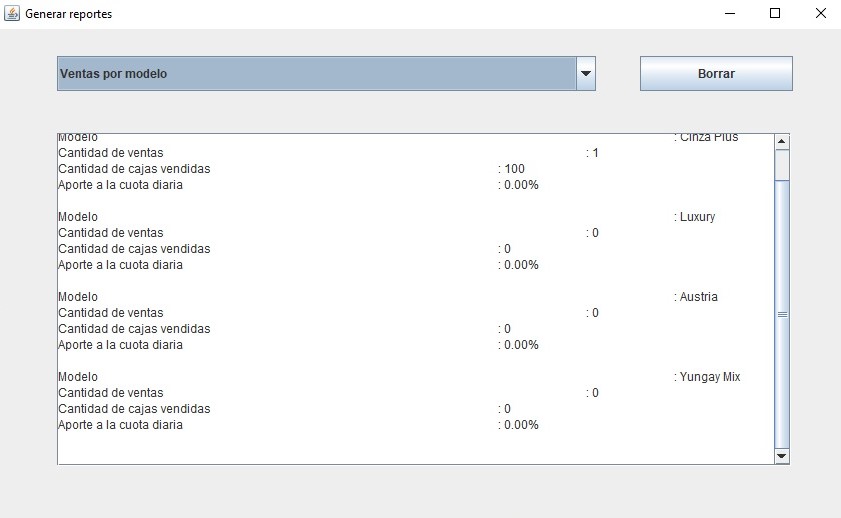 Generar reportes
Ventas por modelo
Borrar
Modelo : Cinza Plus
Cantidad de ventas : 1
Cantidad de cajas vendidas : 100
Aporte a la cuota diaria : 0.00%
Modelo : Luxury
Cantidad de ventas : 0
Cantidad de cajas vendidas : 0
Aporte a la cuota diaria : 0.00%
Modelo : Austria
Cantidad de ventas : 0
Cantidad de cajas vendidas : 0
Aporte a la cuota diaria : 0.00%
Modelo : Yungay Mix
Cantidad de ventas : 0
Cantidad de cajas vendidas : 0
Aporte a la cuota diaria : 0.00%